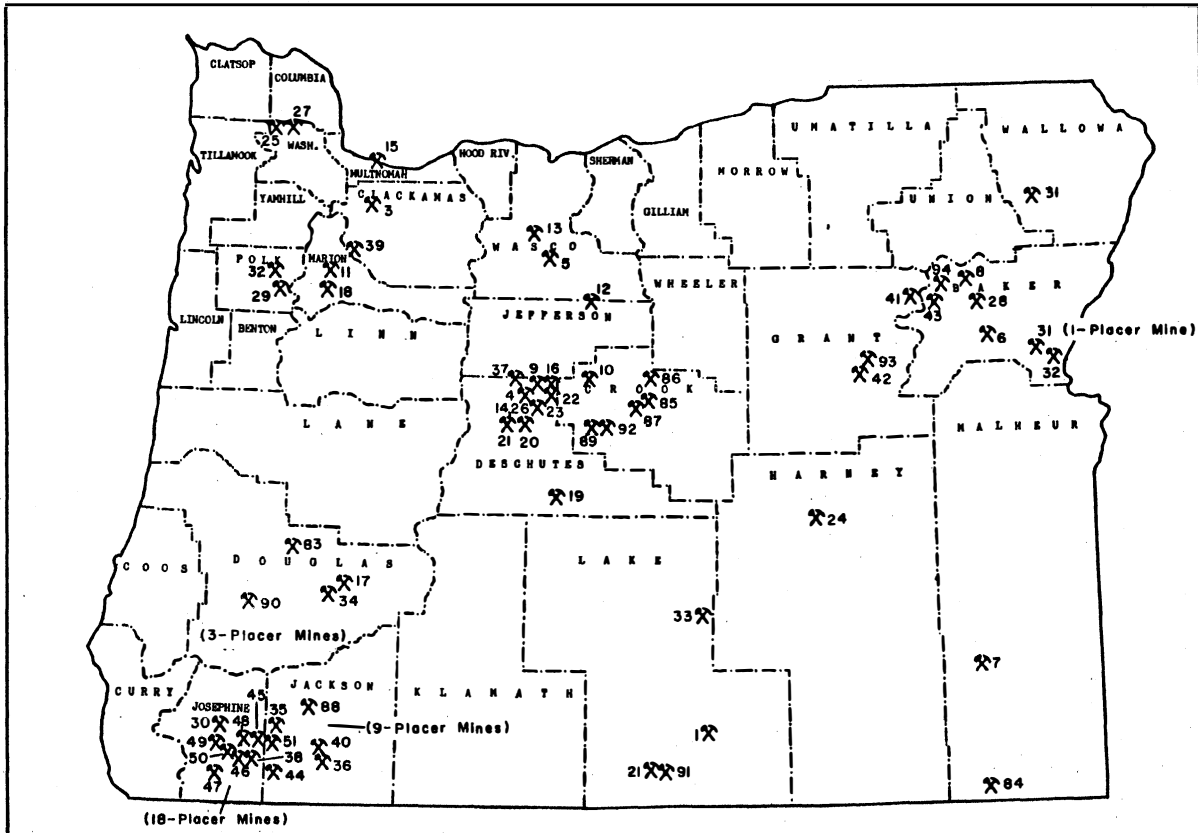 CLATSOP
COLUMBIA
27
25
WASH.
TILLAMOOK
15
MULTNOMAH
HOOD RIV.
SHERMAN
UMATILLA
WALLOWA
MORROW
GILLIAM
YAMHILL
CLACKAMAS
3
UNION
31
39
13
WASCO
5
POLK
32
MARION
11
29
18
12
WHEELER
94
8
BAKER
41
43
28
LINCOLN
BENTON
LINN
JEFFERSON
GRANT
6
31 (1-Placer Mine)
32
93
42
37
9
16
10
CROOK
86
4
22
85
14
26
23
87
21
20
89
92
LANE
MALHEUR
DESCHUTES
HARNEY
19
24
83
DOUGLAS
COOS
LAKE
17
34
90
33
(3-Placer Mines)
7
CURRY
JACKSON
KLAMATH
45
JOSEPHINE
88
30
48
35
(9-Placer Mines)
49
51
40
1
50
38
36
46
44
21
91
47
84
(18-Placer Mines)